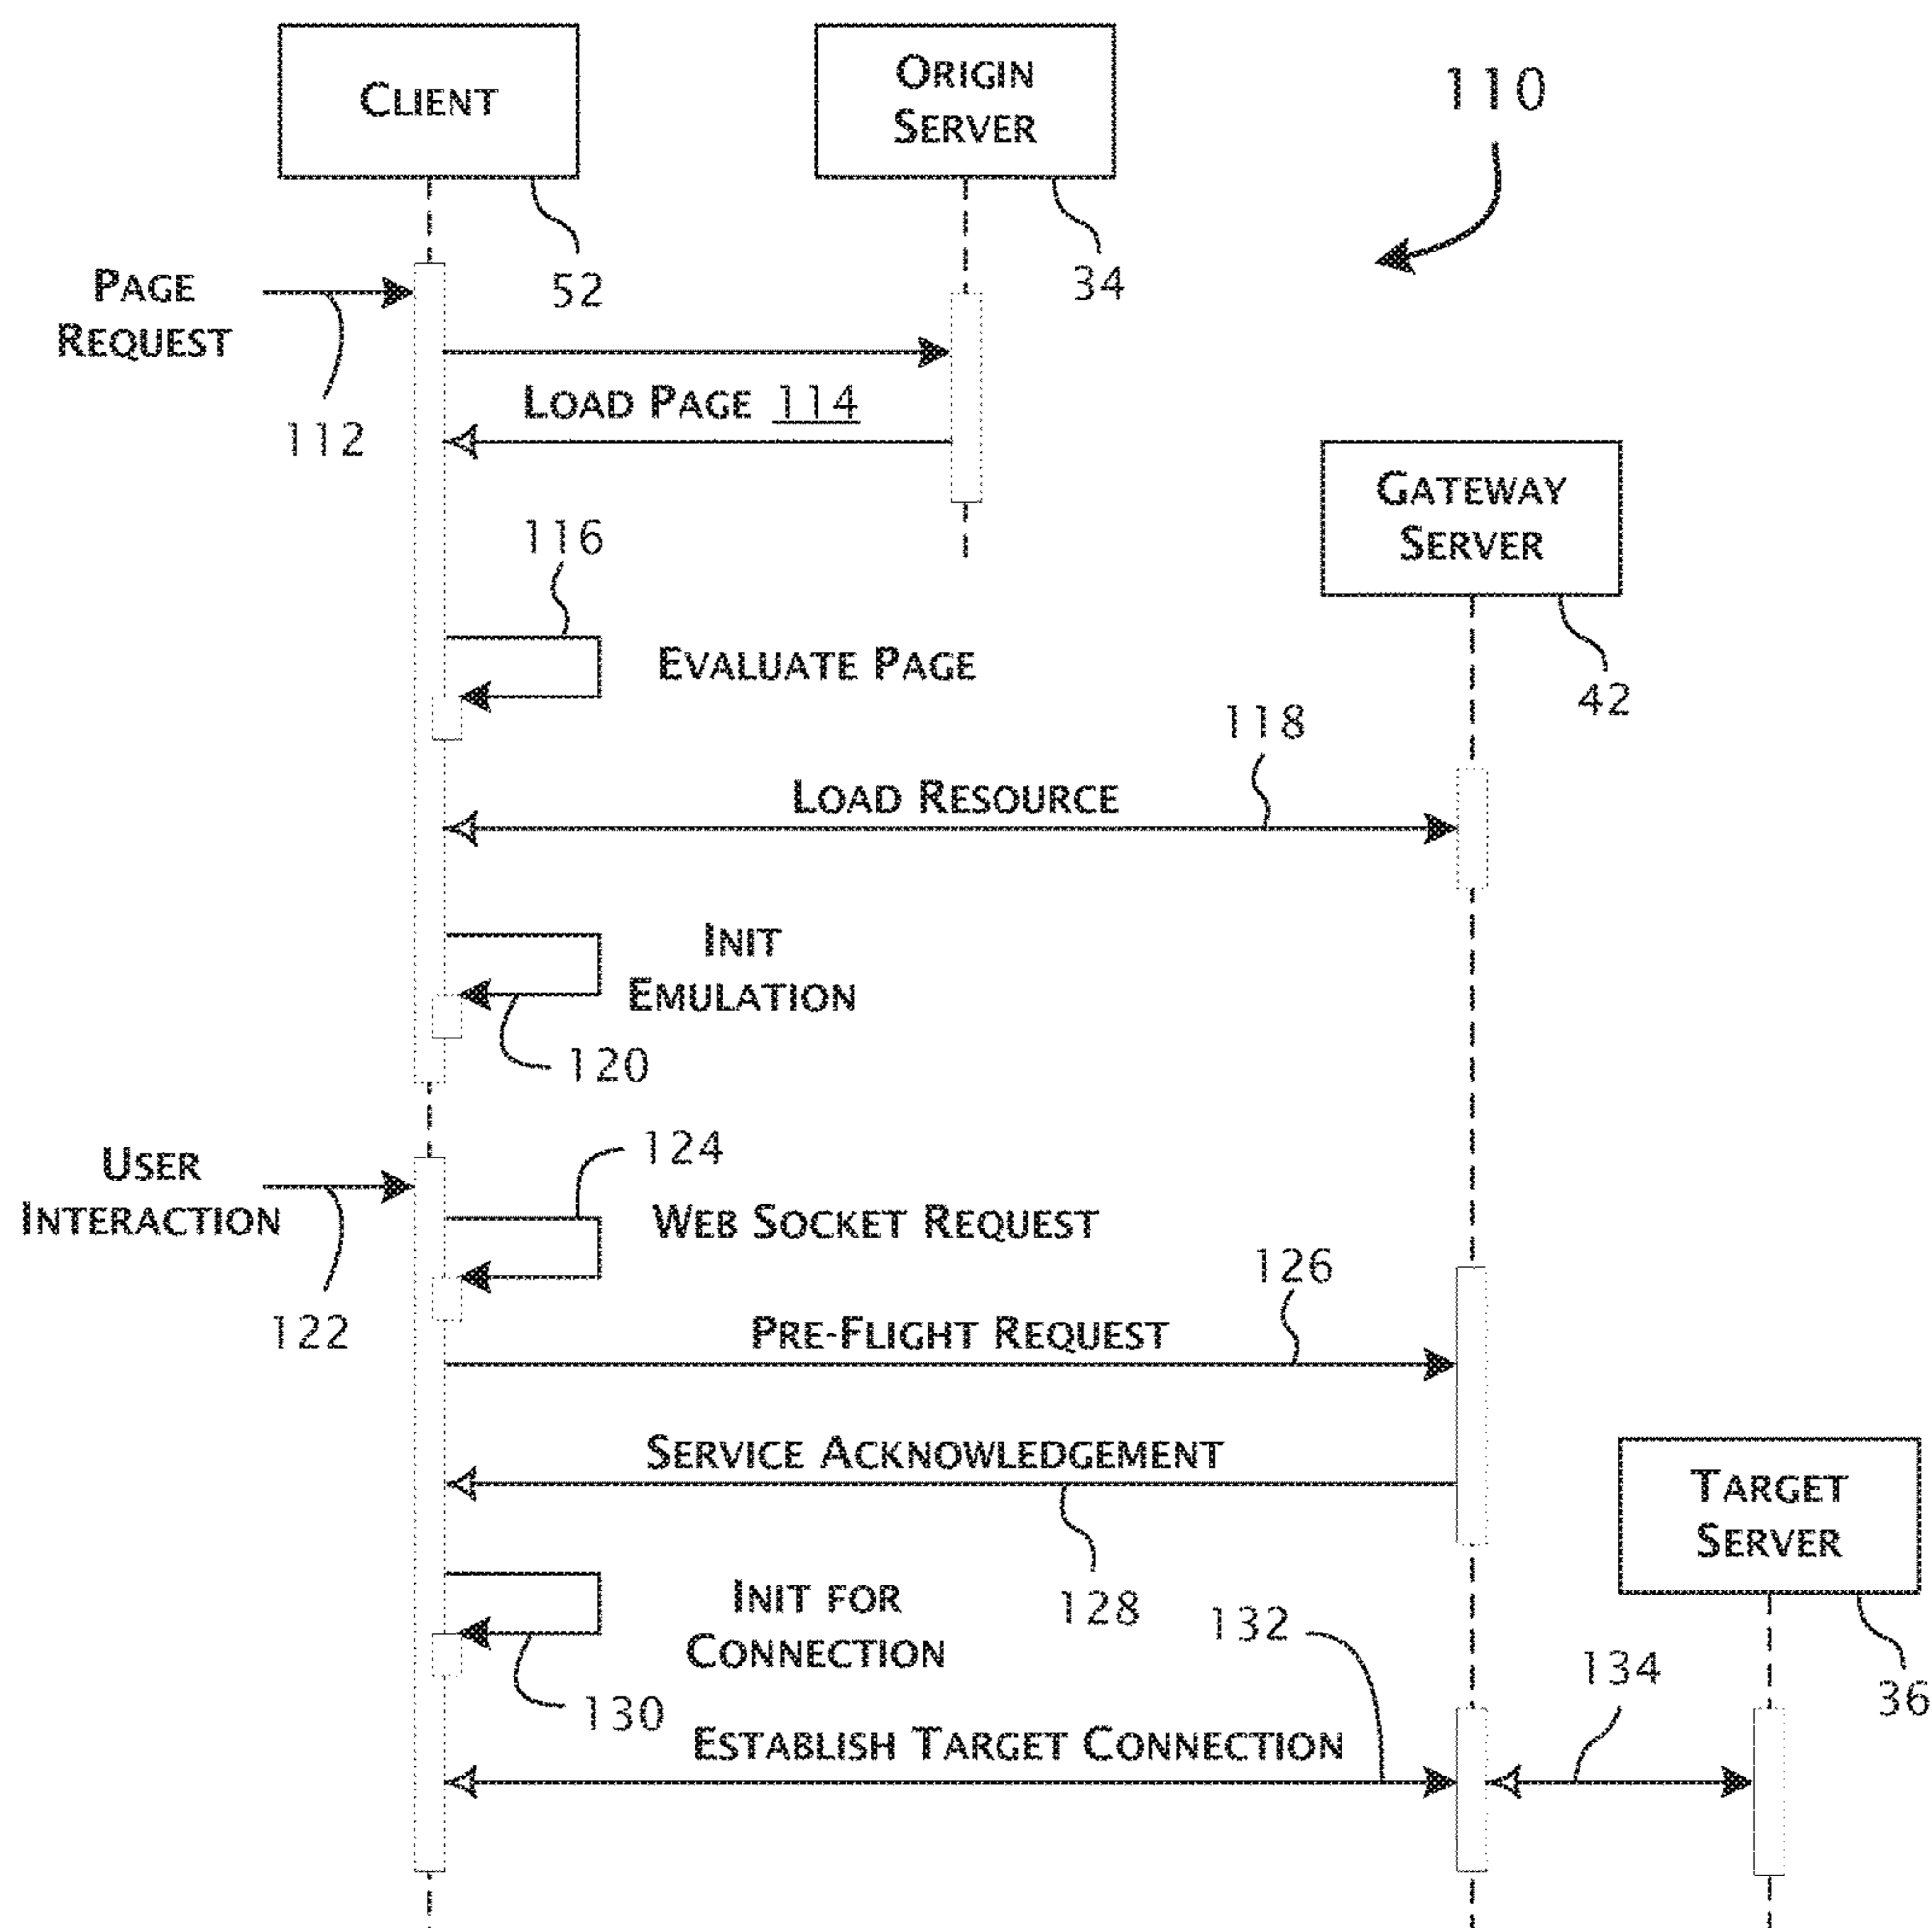 CLIENT
ORIGIN
SERVER
110
52
34
PAGE
REQUEST
112
LOAD PAGE 114
GATEWAY
SERVER
42
116
EVALUATE PAGE
118
LOAD RESOURCE
INIT
EMULATION
120
USER
INTERACTION
122
124
WEB SOCKET REQUEST
126
PRE-FLIGHT REQUEST
SERVICE ACKNOWLEDGEMENT
128
TARGET
SERVER
36
INIT FOR
CONNECTION
130
132
134
ESTABLISH TARGET CONNECTION